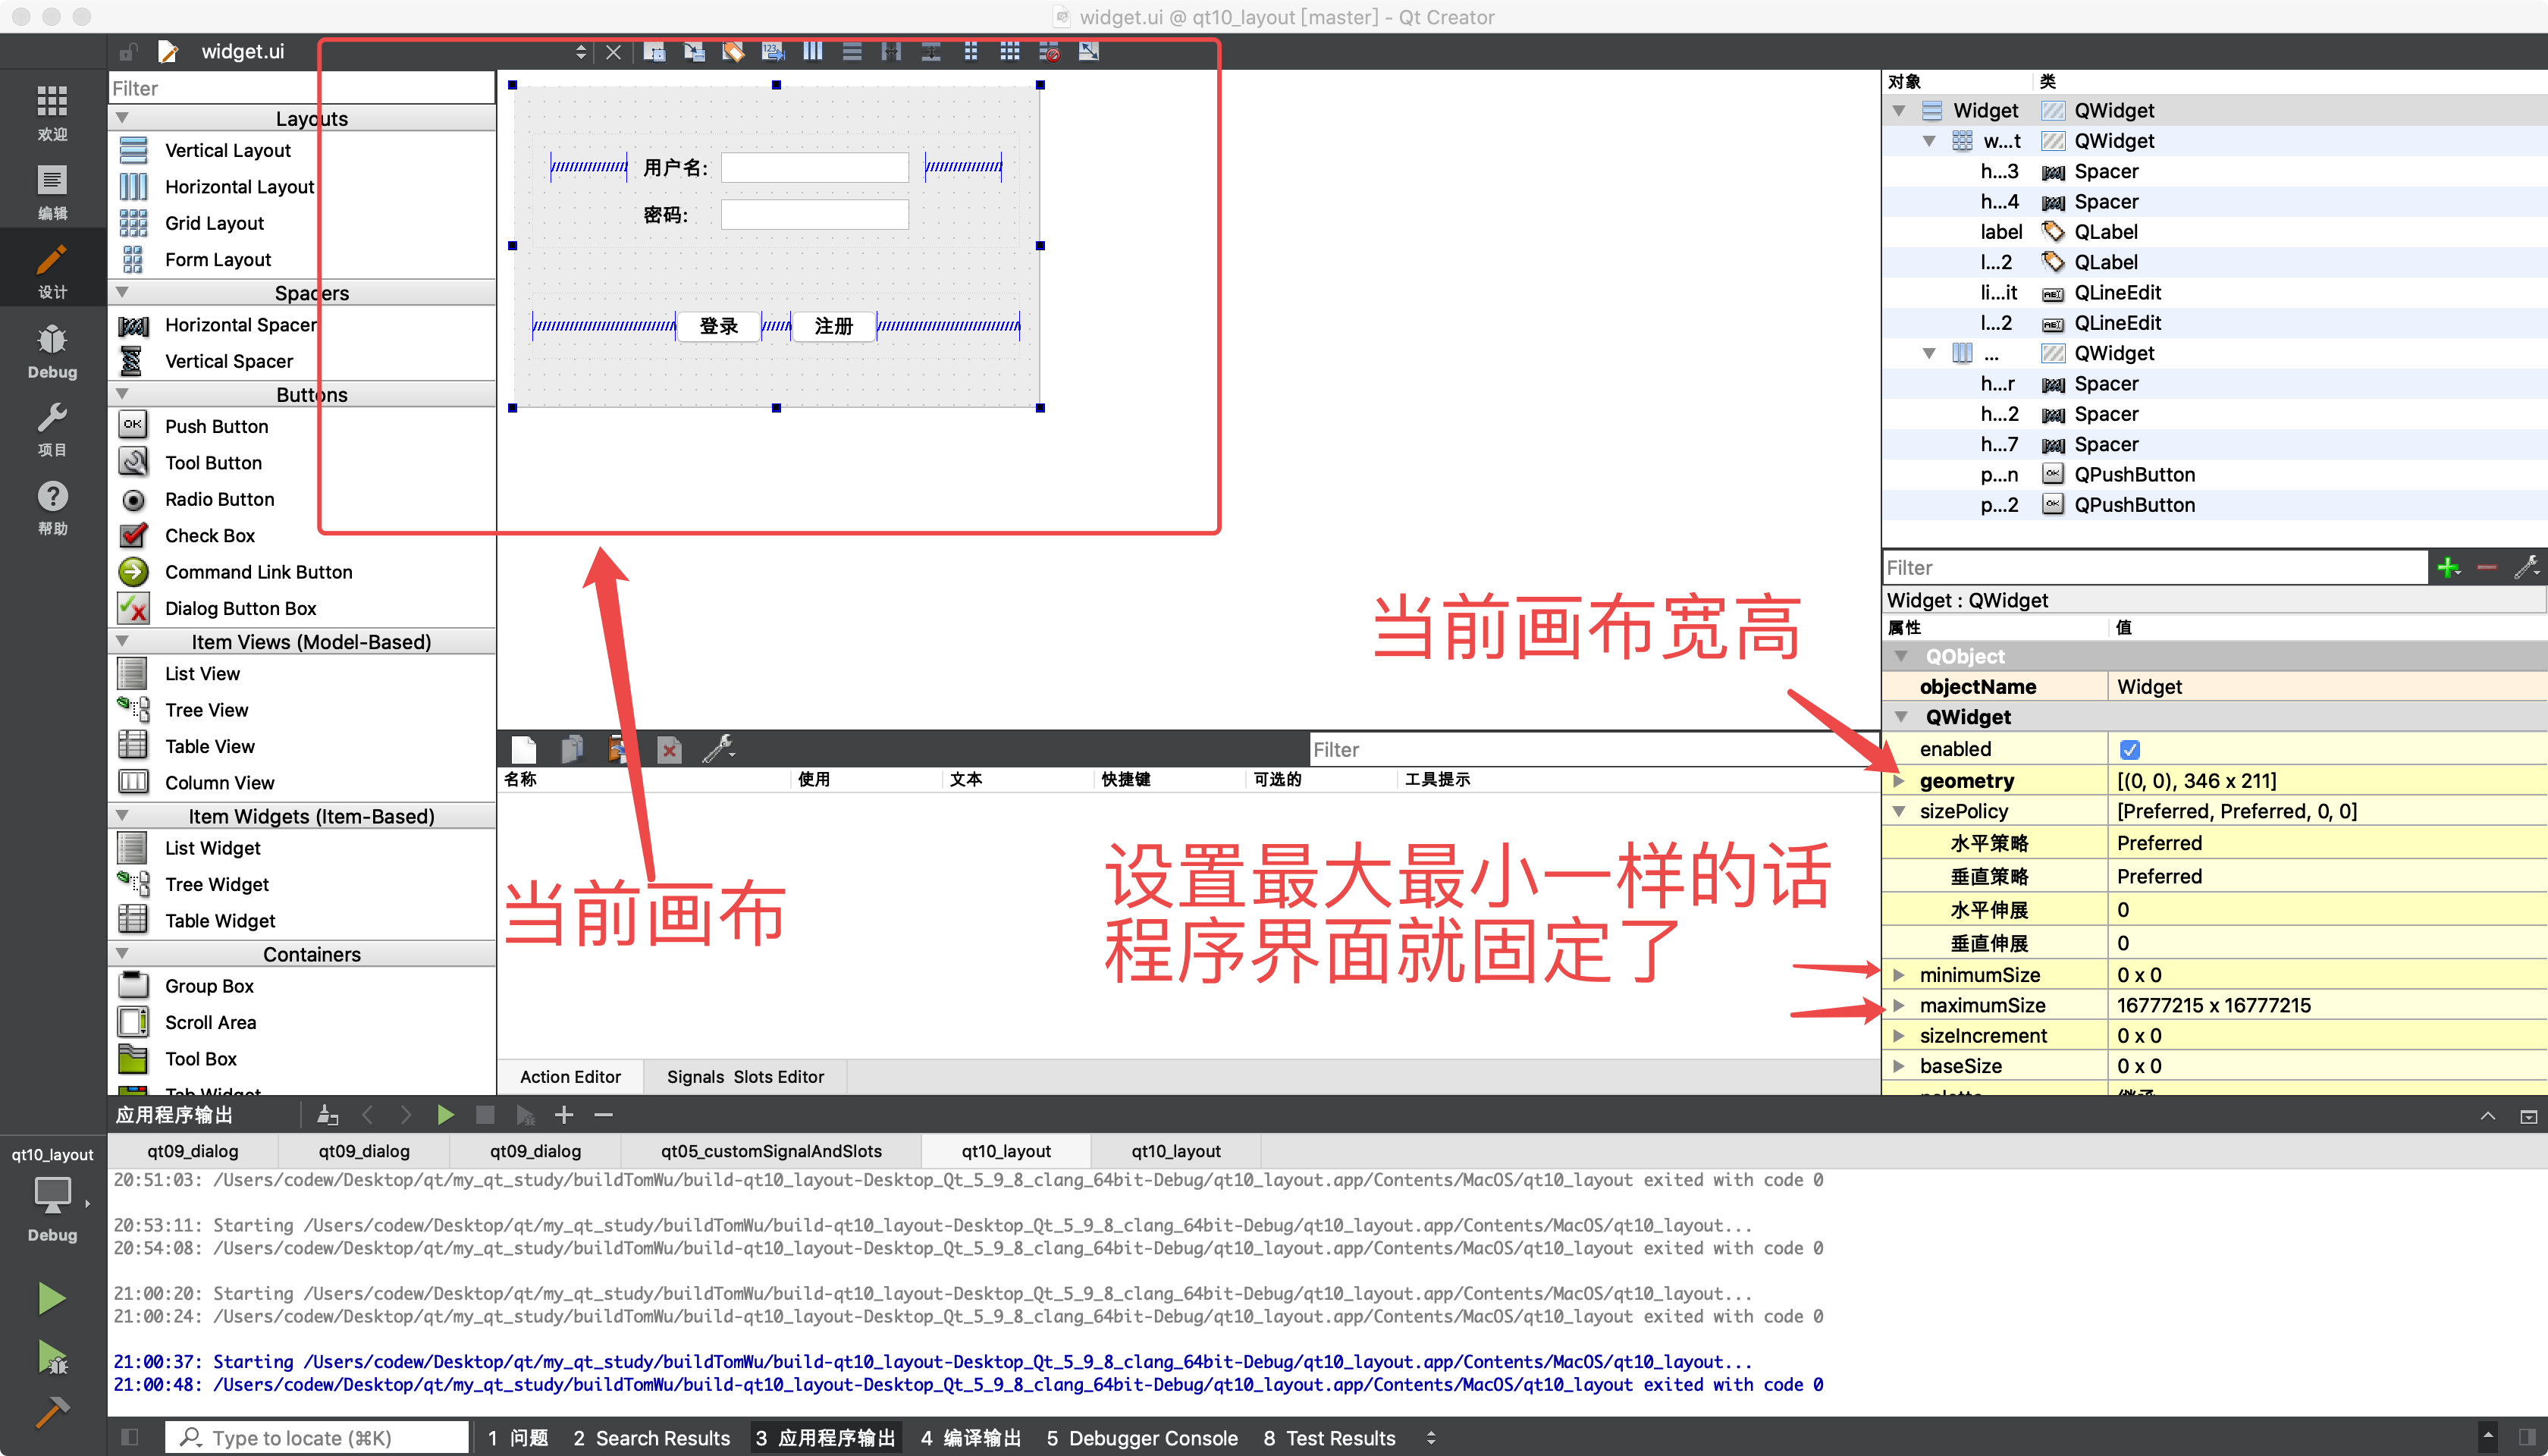 widget.ui @ qt10_layout [master] - Qt Creator
widget.ui
欢迎
编辑
设计
Debug
项目
帮助
Filter
Layouts
Vertical Layout
Horizontal Layout
Grid Layout
Form Layout
Spacers
Horizontal Spacer
Vertical Spacer
Buttons
Push Button
Tool Button
Radio Button
Check Box
Command Link Button
Dialog Button Box
Item Views (Model-Based)
List View
Tree View
Table View
Column View
Item Widgets (Item-Based)
List Widget
Tree Widget
Table Widget
Containers
Group Box
Scroll Area
Tool Box
Tab Widget
用户名:
密码:
登录
注册
当前画布
当前画布宽高
设置最大最小一样的话
程序界面就固定了
Filter
名称 使用 文本 快捷键 可选的 工具提示
Action Editor Signals Slots Editor
对象 类
Widget QWidget
w...t QWidget
h...3 Spacer
h...4 Spacer
label QLabel
l...2 QLabel
li...it QLineEdit
l...2 QLineEdit
... QWidget
h...r Spacer
h...2 Spacer
h...7 Spacer
p...n QPushButton
p...2 QPushButton
Filter
Widget : QWidget
属性 值
QObject
objectName Widget
QWidget
enabled
geometry [(0, 0), 346 x 211]
sizePolicy [Preferred, Preferred, 0, 0]
水平策略 Preferred
垂直策略 Preferred
水平伸展 0
垂直伸展 0
minimumSize 0 x 0
maximumSize 16777215 x 16777215
sizeIncrement 0 x 0
baseSize 0 x 0
palette 继承
应用程序输出
qt09_dialog qt09_dialog qt09_dialog qt05_customSignalAndSlots qt10_layout qt10_layout
20:51:03: /Users/codew/Desktop/qt/my_qt_study/buildTomWu/build-qt10_layout-Desktop_Qt_5_9_8_clang_64bit-Debug/qt10_layout.app/Contents/MacOS/qt10_layout exited with code 0
20:53:11: Starting /Users/codew/Desktop/qt/my_qt_study/buildTomWu/build-qt10_layout-Desktop_Qt_5_9_8_clang_64bit-Debug/qt10_layout.app/Contents/MacOS/qt10_layout...
20:54:08: /Users/codew/Desktop/qt/my_qt_study/buildTomWu/build-qt10_layout-Desktop_Qt_5_9_8_clang_64bit-Debug/qt10_layout.app/Contents/MacOS/qt10_layout exited with code 0
21:00:20: Starting /Users/codew/Desktop/qt/my_qt_study/buildTomWu/build-qt10_layout-Desktop_Qt_5_9_8_clang_64bit-Debug/qt10_layout.app/Contents/MacOS/qt10_layout...
21:00:24: /Users/codew/Desktop/qt/my_qt_study/buildTomWu/build-qt10_layout-Desktop_Qt_5_9_8_clang_64bit-Debug/qt10_layout.app/Contents/MacOS/qt10_layout exited with code 0
21:00:37: Starting /Users/codew/Desktop/qt/my_qt_study/buildTomWu/build-qt10_layout-Desktop_Qt_5_9_8_clang_64bit-Debug/qt10_layout.app/Contents/MacOS/qt10_layout...
21:00:48: /Users/codew/Desktop/qt/my_qt_study/buildTomWu/build-qt10_layout-Desktop_Qt_5_9_8_clang_64bit-Debug/qt10_layout.app/Contents/MacOS/qt10_layout exited with code 0
qt10_layout
Debug
Type to locate (⌘K) 1 问题 2 Search Results 3 应用程序输出 4 编译输出 5 Debugger Console 8 Test Results